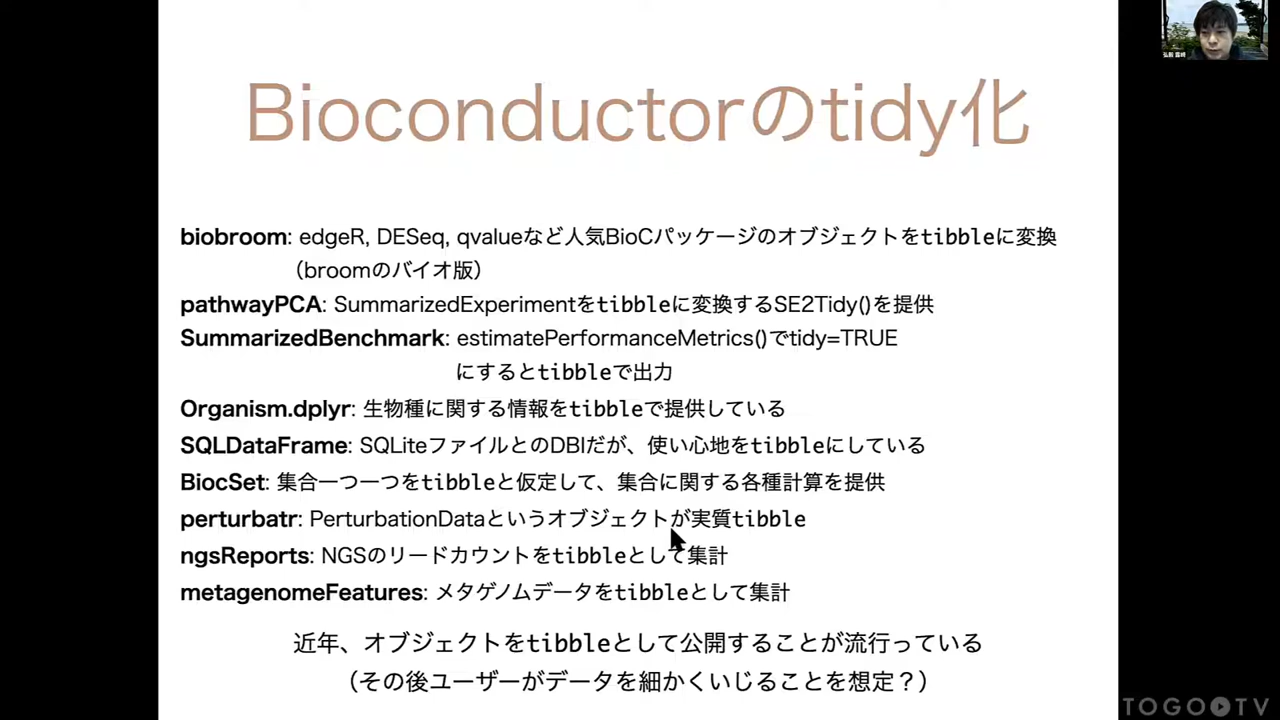 Bioconductorのtidy化
biobroom: edgeR, DESeq, qvalueなど人気BioCパッケージのオブジェクトをtibbleに変換
（broomのバイオ版）
pathwayPCA: SummarizedExperimentをtibbleに変換するSE2Tidy()を提供
SummarizedBenchmark: estimatePerformanceMetrics()でtidy=TRUE
にするとtibbleで出力
Organism.dplyr: 生物種に関する情報をtibbleで提供している
SQLDataFrame: SQLiteファイルとのDBIだが、使い心地をtibbleにしている
BiocSet: 集合一つ一つをtibbleと仮定して、集合に関する各種計算を提供
perturbatr: PerturbationDataというオブジェクトが実質tibble
ngsReports: NGSのリードカウントをtibbleとして集計
metagenomeFeatures: メタゲノムデータをtibbleとして集計
近年、オブジェクトをtibbleとして公開することが流行っている
（その後ユーザーがデータを細かくいじることを想定？）
TOGO TV